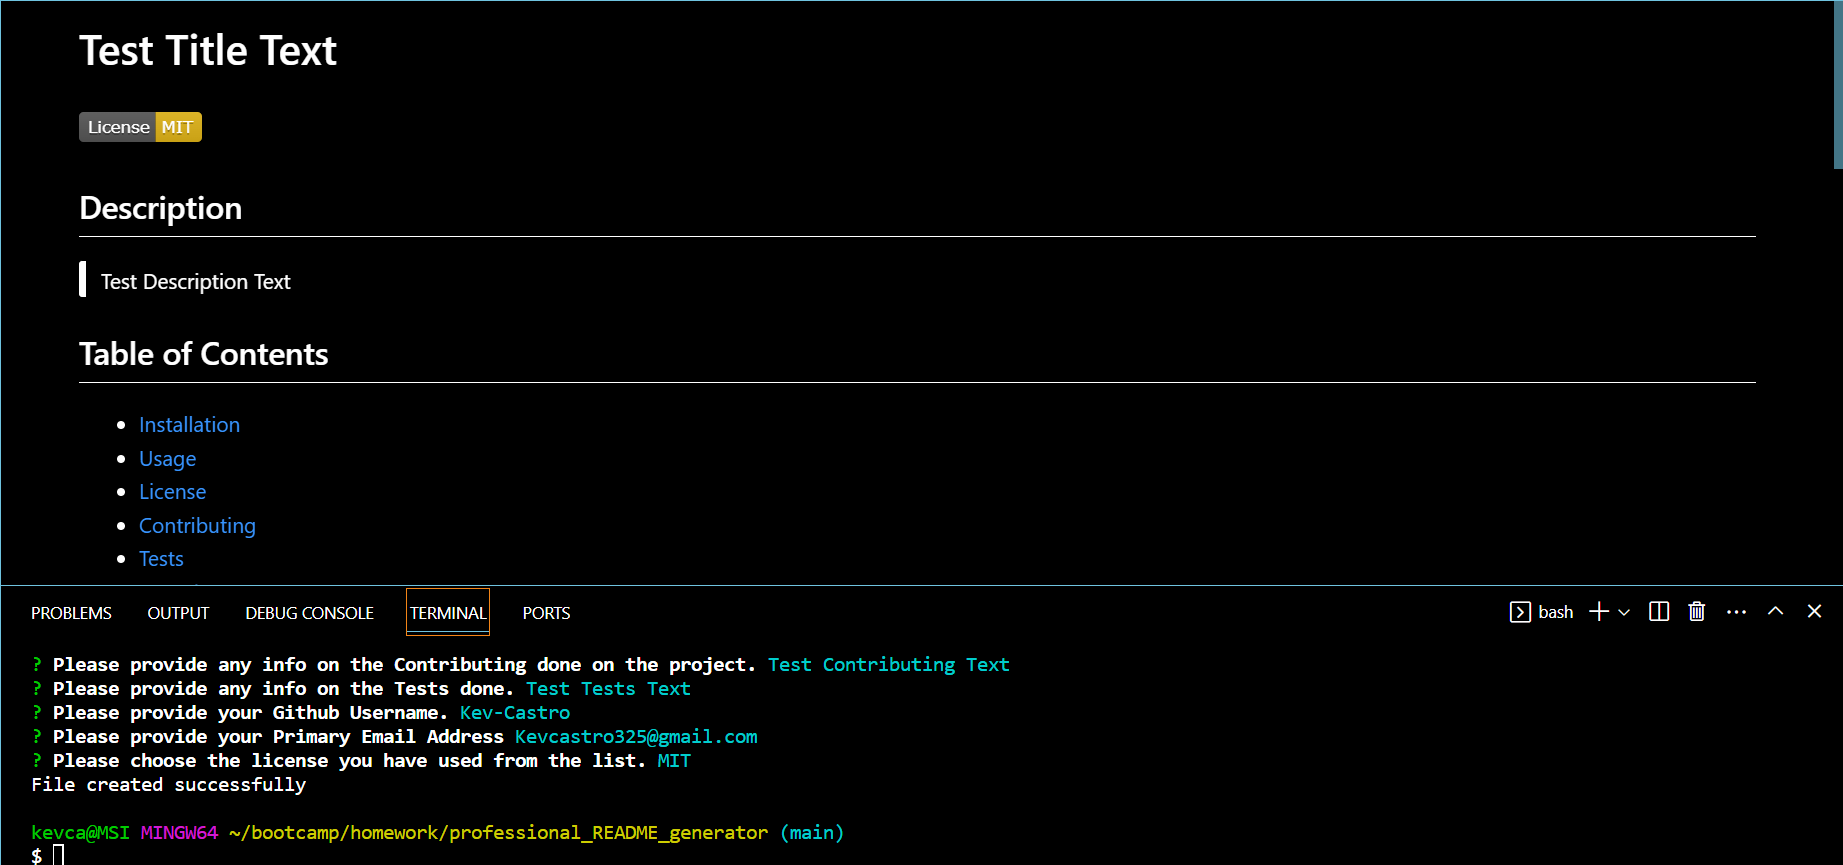 Test Title Text
License MIT
Description
Test Description Text
Table of Contents
Installation
Usage
License
Contributing
Tests
PROBLEMS OUTPUT DEBUG CONSOLE TERMINAL PORTS bash
? Please provide any info on the Contributing done on the project. Test Contributing Text
? Please provide any info on the Tests done. Test Tests Text
? Please provide your Github Username. Kev-Castro
? Please provide your Primary Email Address Kevcastro325@gmail.com
? Please choose the license you have used from the list. MIT
File created successfully
kevca@MSI MINGW64 ~/bootcamp/homework/professional_README_generator (main)
$